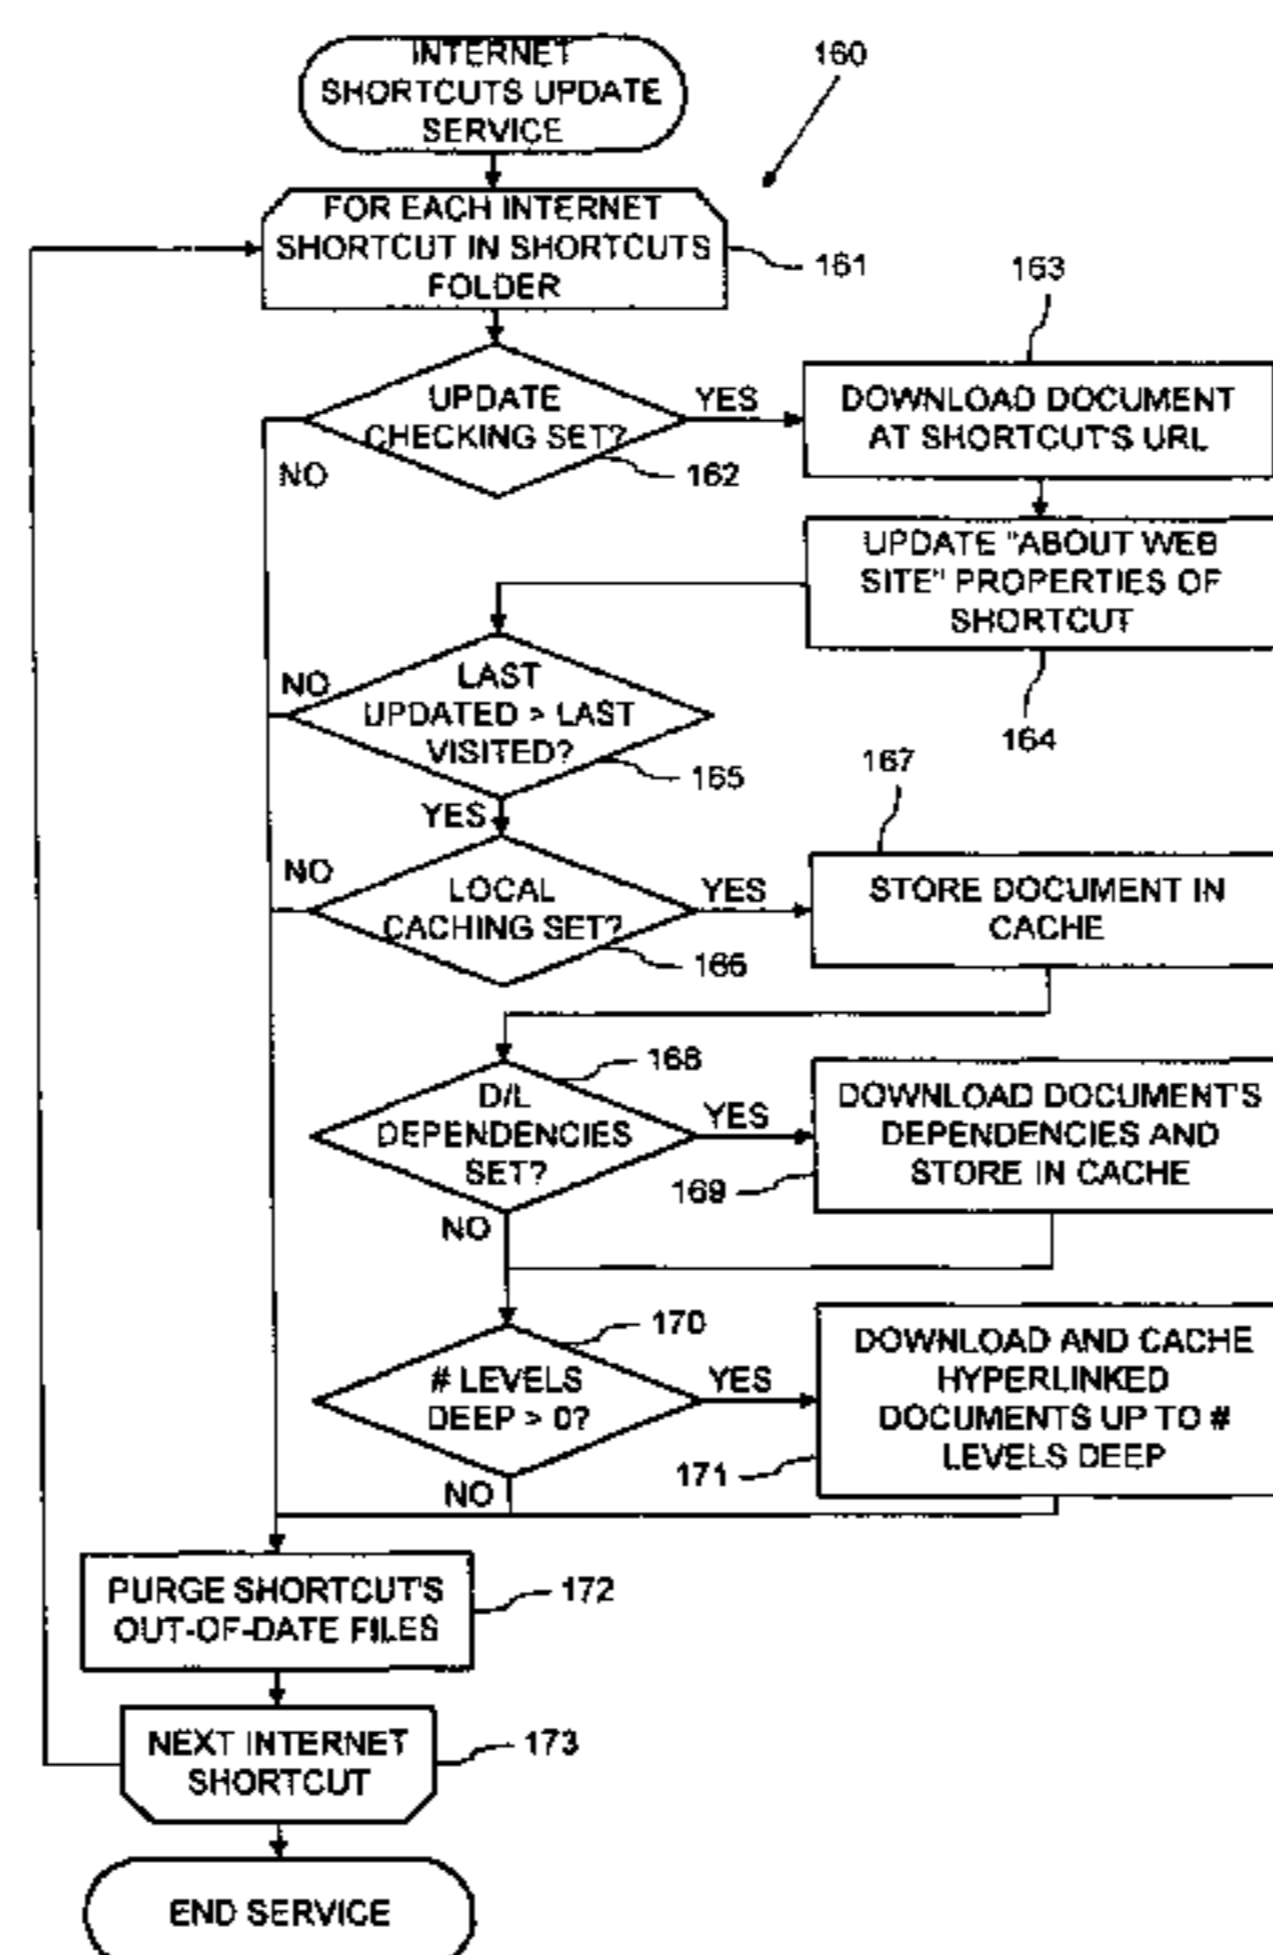 INTERNET
SHORTCUTS UPDATE
SERVICE
160
FOR EACH INTERNET
SHORTCUT IN SHORTCUTS
FOLDER
161
163
UPDATE
CHECKING SET?
YES
NO
162
DOWNLOAD DOCUMENT
AT SHORTCUT'S URL
UPDATE "ABOUT WEB
SITE" PROPERTIES OF
SHORTCUT
164
NO
LAST
UPDATED > LAST
VISITED?
165
YES
167
NO
LOCAL
CACHING SET?
YES
166
STORE DOCUMENT IN
CACHE
168
D/L
DEPENDENCIES
SET?
YES
NO
DOWNLOAD DOCUMENT'S
DEPENDENCIES AND
STORE IN CACHE
169
170
# LEVELS
DEEP > 0?
YES
NO
DOWNLOAD AND CACHE
HYPERLINKED
DOCUMENTS UP TO #
LEVELS DEEP
171
PURGE SHORTCUT'S
OUT-OF-DATE FILES
172
NEXT INTERNET
SHORTCUT
173
END SERVICE